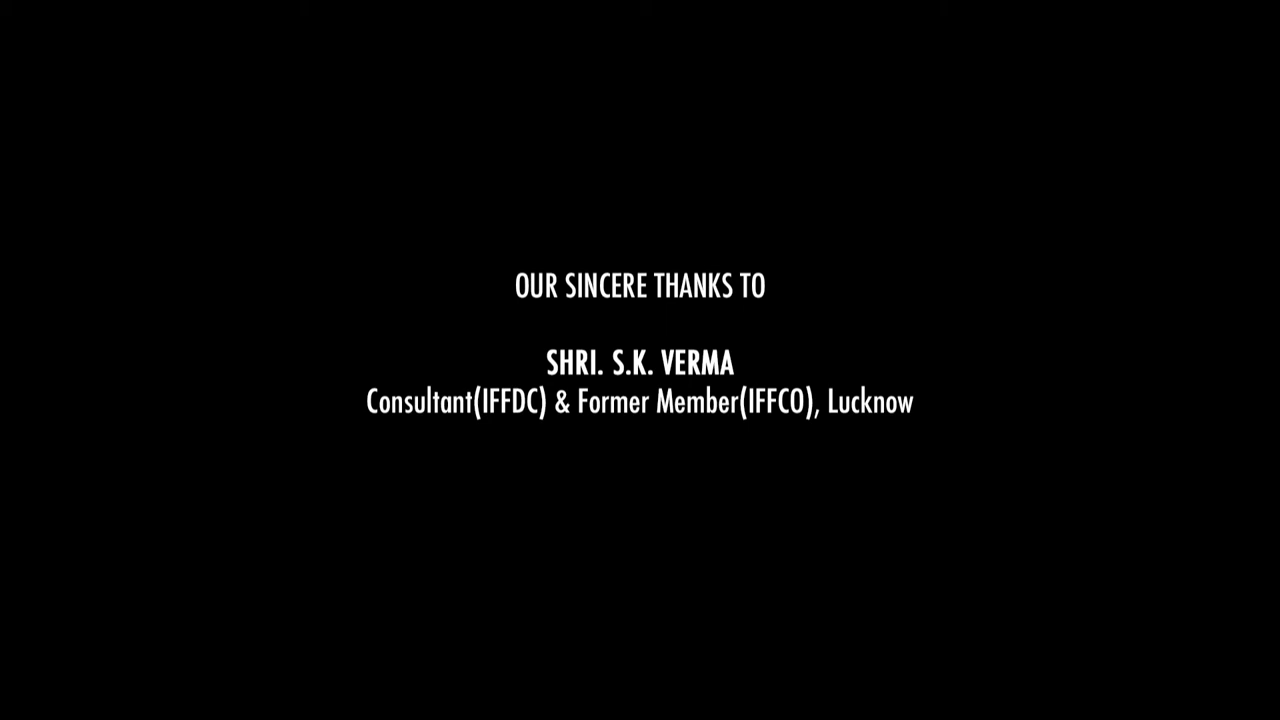 OUR SINCERE THANKS TO
SHRI. S.K. VERMA
Consultant(IFFDC) & Former Member(IFFCO), Lucknow